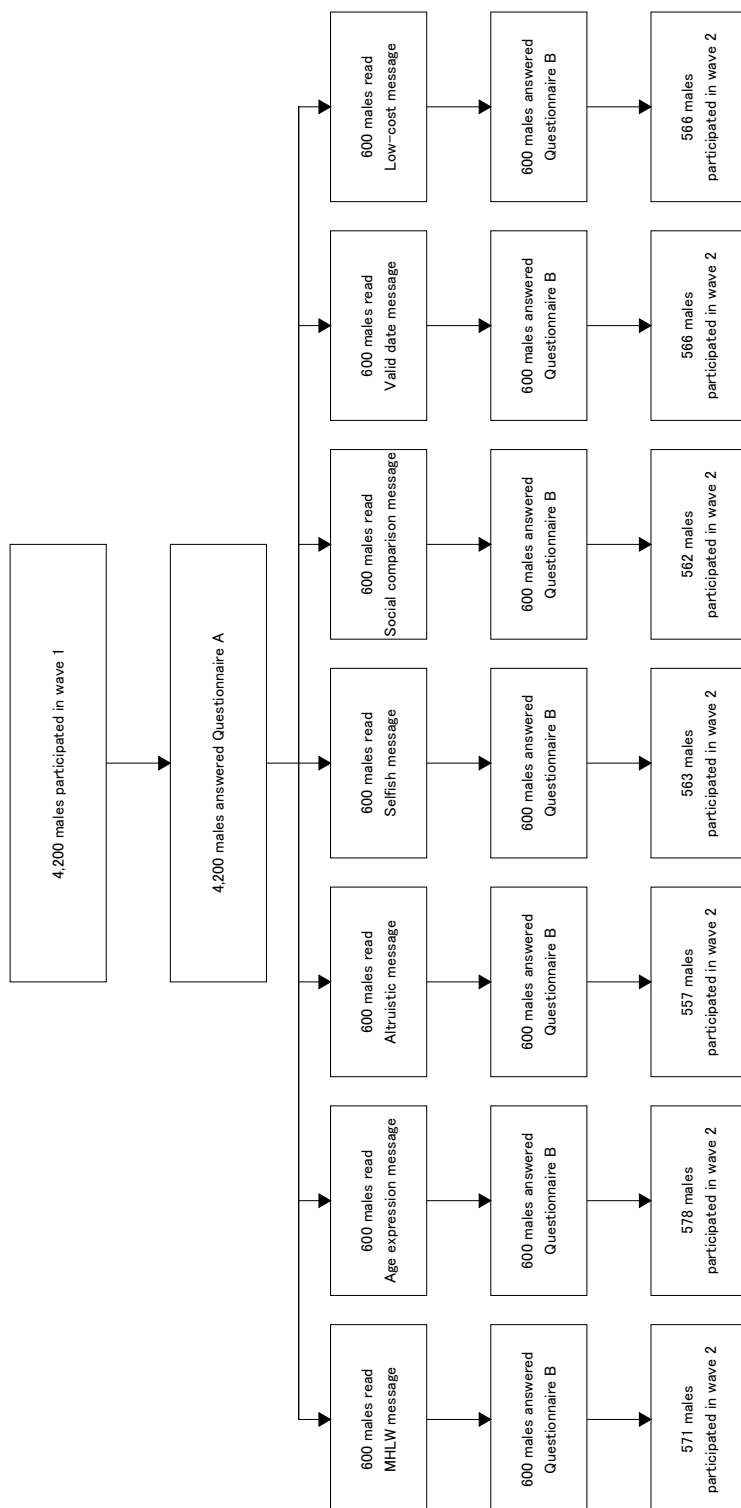 4,200 males participated in wave 1
4,200 males answered Questionnaire A
600 males read
MHLW message
600 males read
Age expression message
600 males read
Altruistic message
600 males read
Selfish message
600 males read
Social comparison message
600 males read
Valid date message
600 males read
Low-cost message
600 males answered
Questionnaire B
600 males answered
Questionnaire B
600 males answered
Questionnaire B
600 males answered
Questionnaire B
600 males answered
Questionnaire B
600 males answered
Questionnaire B
600 males answered
Questionnaire B
571 males
participated in wave 2
578 males
participated in wave 2
557 males
participated in wave 2
563 males
participated in wave 2
562 males
participated in wave 2
566 males
participated in wave 2
566 males
participated in wave 2